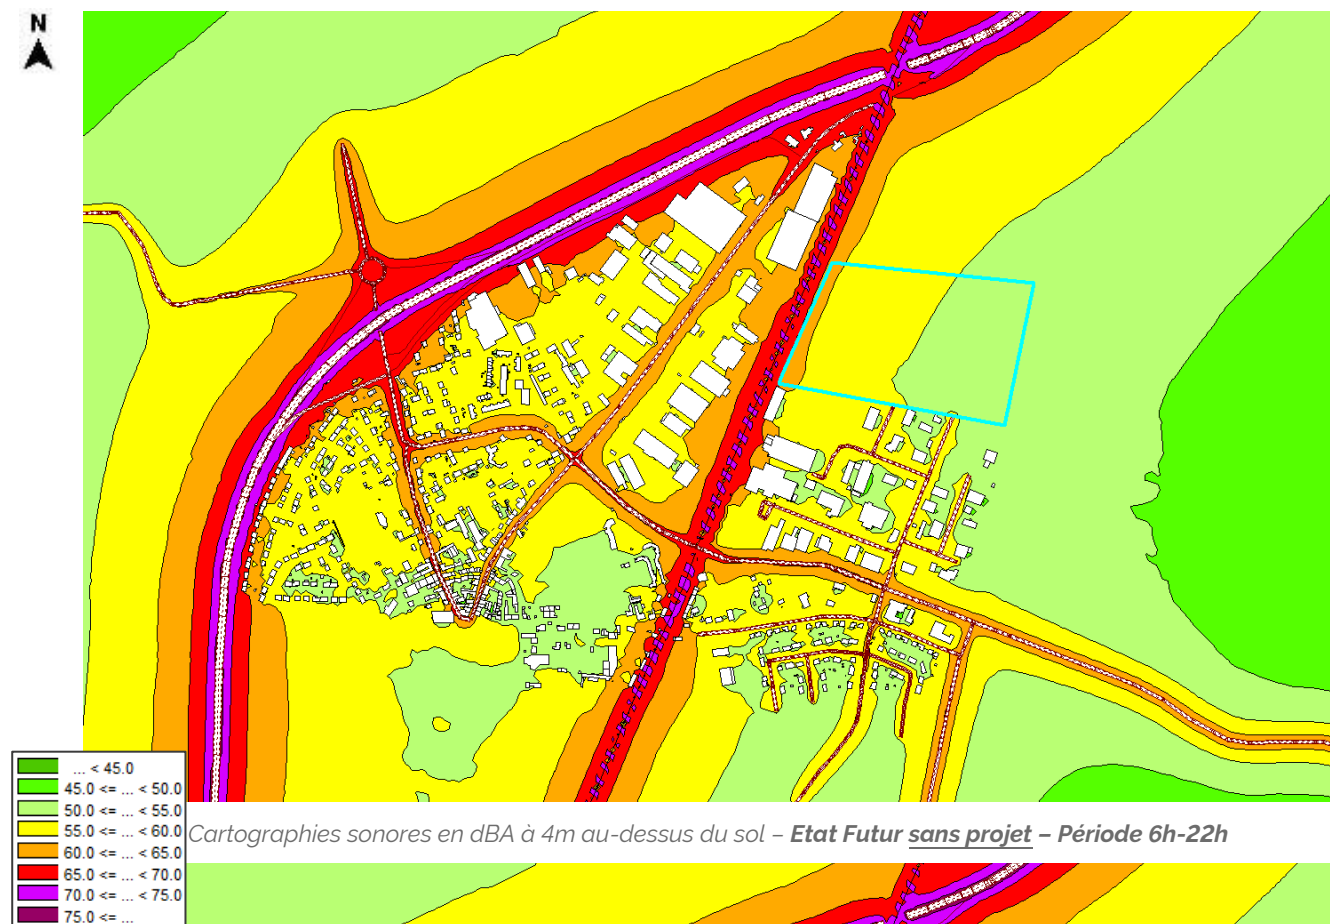 N
... < 45.0
45.0 <= ... < 50.0
50.0 <= ... < 55.0
55.0 <= ... < 60.0
60.0 <= ... < 65.0
65.0 <= ... < 70.0
70.0 <= ... < 75.0
75.0 <= ...
Cartographies sonores en dBA à 4m au-dessus du sol – Etat Futur sans projet – Période 6h-22h